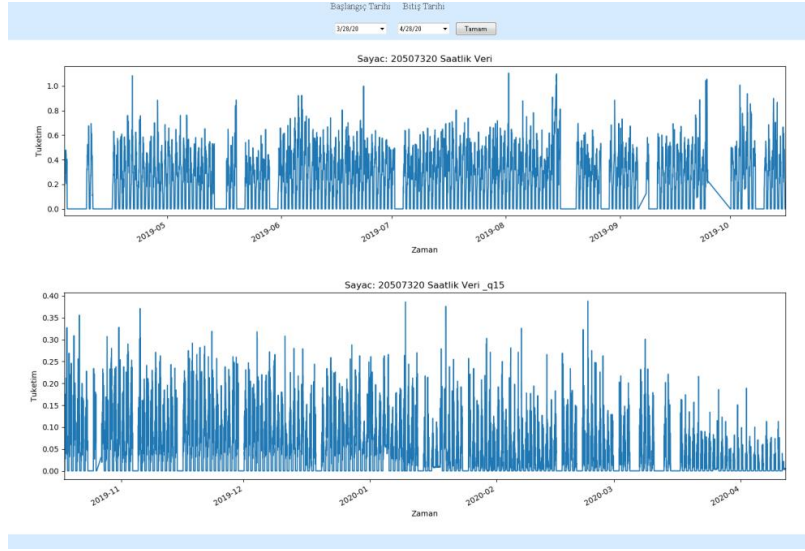 Başlangıç Tarihi Bitiş Tarihi
3/28/20 4/28/20 Tamam
Sayac: 20507320 Saatlik Veri
Tuketim
1.0
0.8
0.6
0.4
0.2
0.0
2019-05 2019-06 2019-07 2019-08 2019-09 2019-10
Zaman
Sayac: 20507320 Saatlik Veri _q15
Tuketim
0.40
0.35
0.30
0.25
0.20
0.15
0.10
0.05
0.00
2019-11 2019-12 2020-01 2020-02 2020-03 2020-04
Zaman